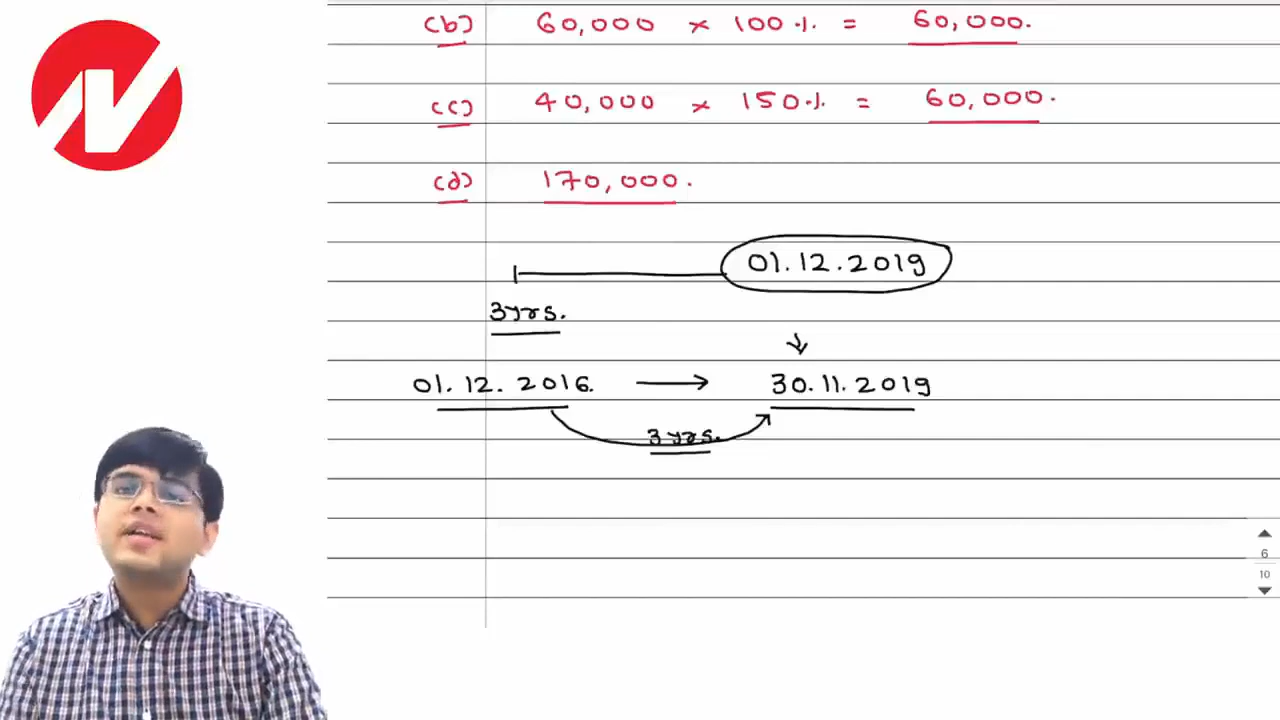 (b) 60,000 × 100% = 60,000.
(c) 40,000 × 150% = 60,000.
(d) 170,000.
01.12.2019
3yrs.
01.12.2016. → 30.11.2019
3yrs.
6
10